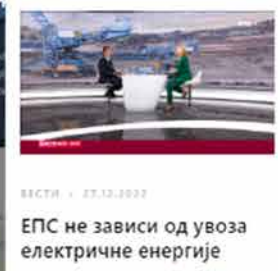 ВЕСТИ • 27.12.2022
ЕПС не зависи од увоза
електричне енергије